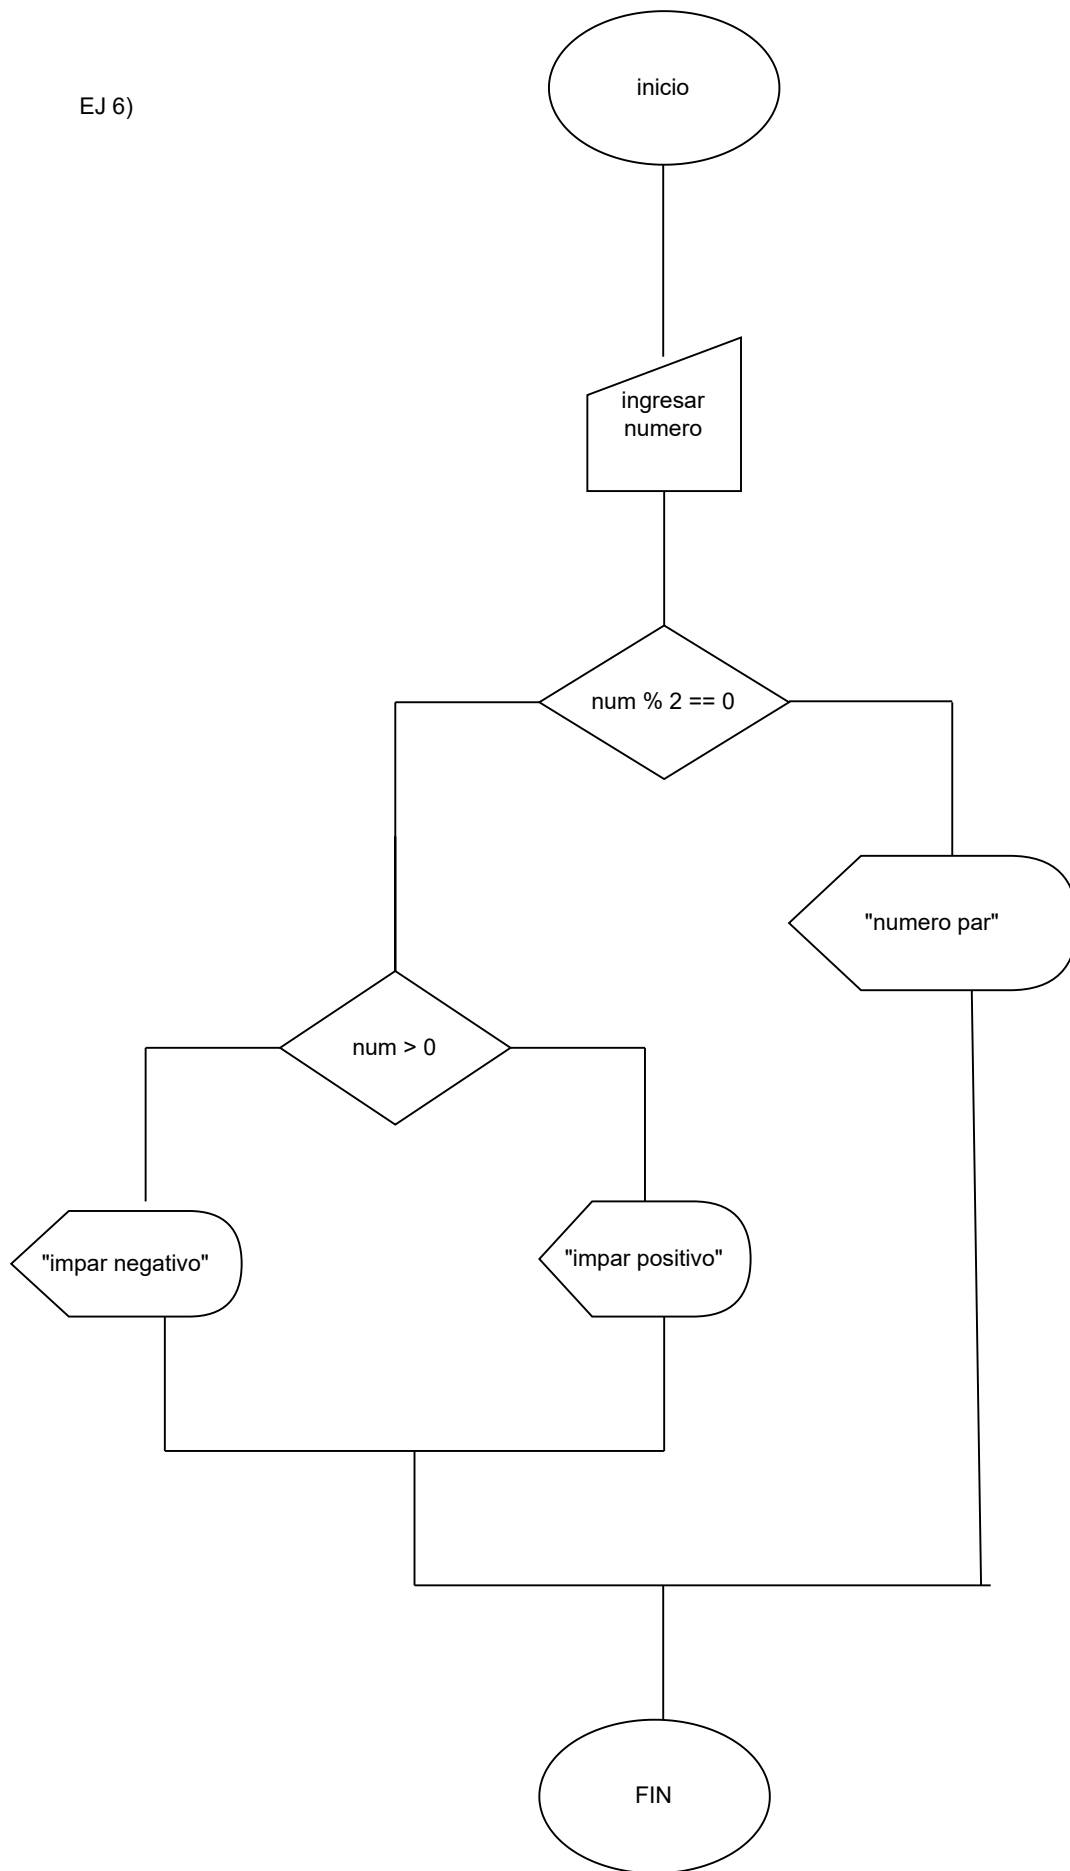 inicio
EJ 6)
ingresar
numero
num % 2 == 0
"numero par"
num > 0
"impar negativo"
"impar positivo"
FIN